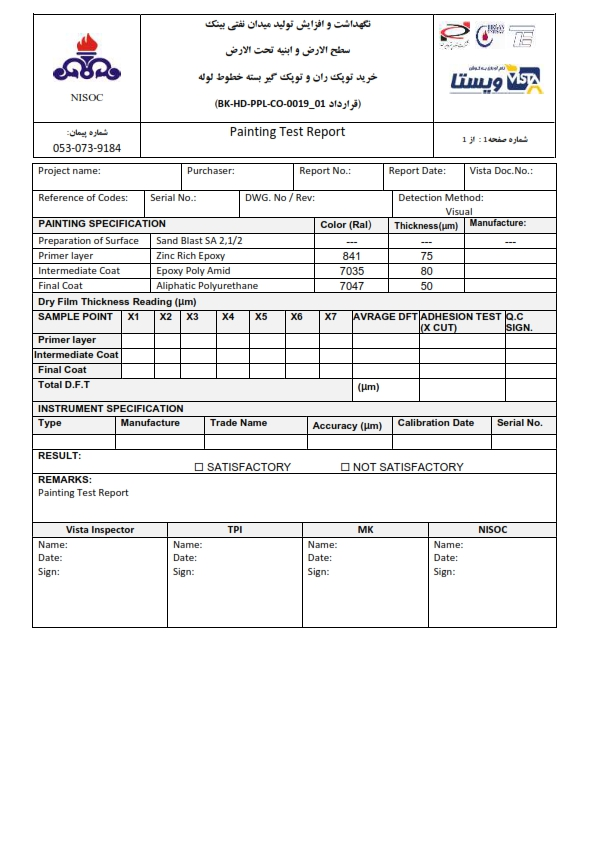 نگهداشت و افزایش تولید میدان نفتی بینک
سطح الارض و ابنیه تحت الارض
خرید توپک ران و توپک گیر بسته خطوط لوله
(قرارداد BK-HD-PPL-CO-0019_01)
NISOC
ویستا
VISTA
شماره پیمان:
053-073-9184
Painting Test Report
شماره صفحه1 : از 1
Project name: Purchaser: Report No.: Report Date: Vista Doc.No.:
Reference of Codes: Serial No.: DWG. No / Rev: Detection Method:
Visual
PAINTING SPECIFICATION Color (Ral) Thickness(µm) Manufacture:
Preparation of Surface Sand Blast SA 2,1/2 --- --- ---
Primer layer Zinc Rich Epoxy 841 75
Intermediate Coat Epoxy Poly Amid 7035 80
Final Coat Aliphatic Polyurethane 7047 50
Dry Film Thickness Reading (µm)
SAMPLE POINT X1 X2 X3 X4 X5 X6 X7 AVRAGE DFT ADHESION TEST Q.C
(X CUT) SIGN.
Primer layer
Intermediate Coat
Final Coat
Total D.F.T (µm)
INSTRUMENT SPECIFICATION
Type Manufacture Trade Name Accuracy (µm) Calibration Date Serial No.
RESULT:
☐ SATISFACTORY ☐ NOT SATISFACTORY
REMARKS:
Painting Test Report
Vista Inspector TPI MK NISOC
Name: Name: Name: Name:
Date: Date: Date: Date:
Sign: Sign: Sign: Sign: